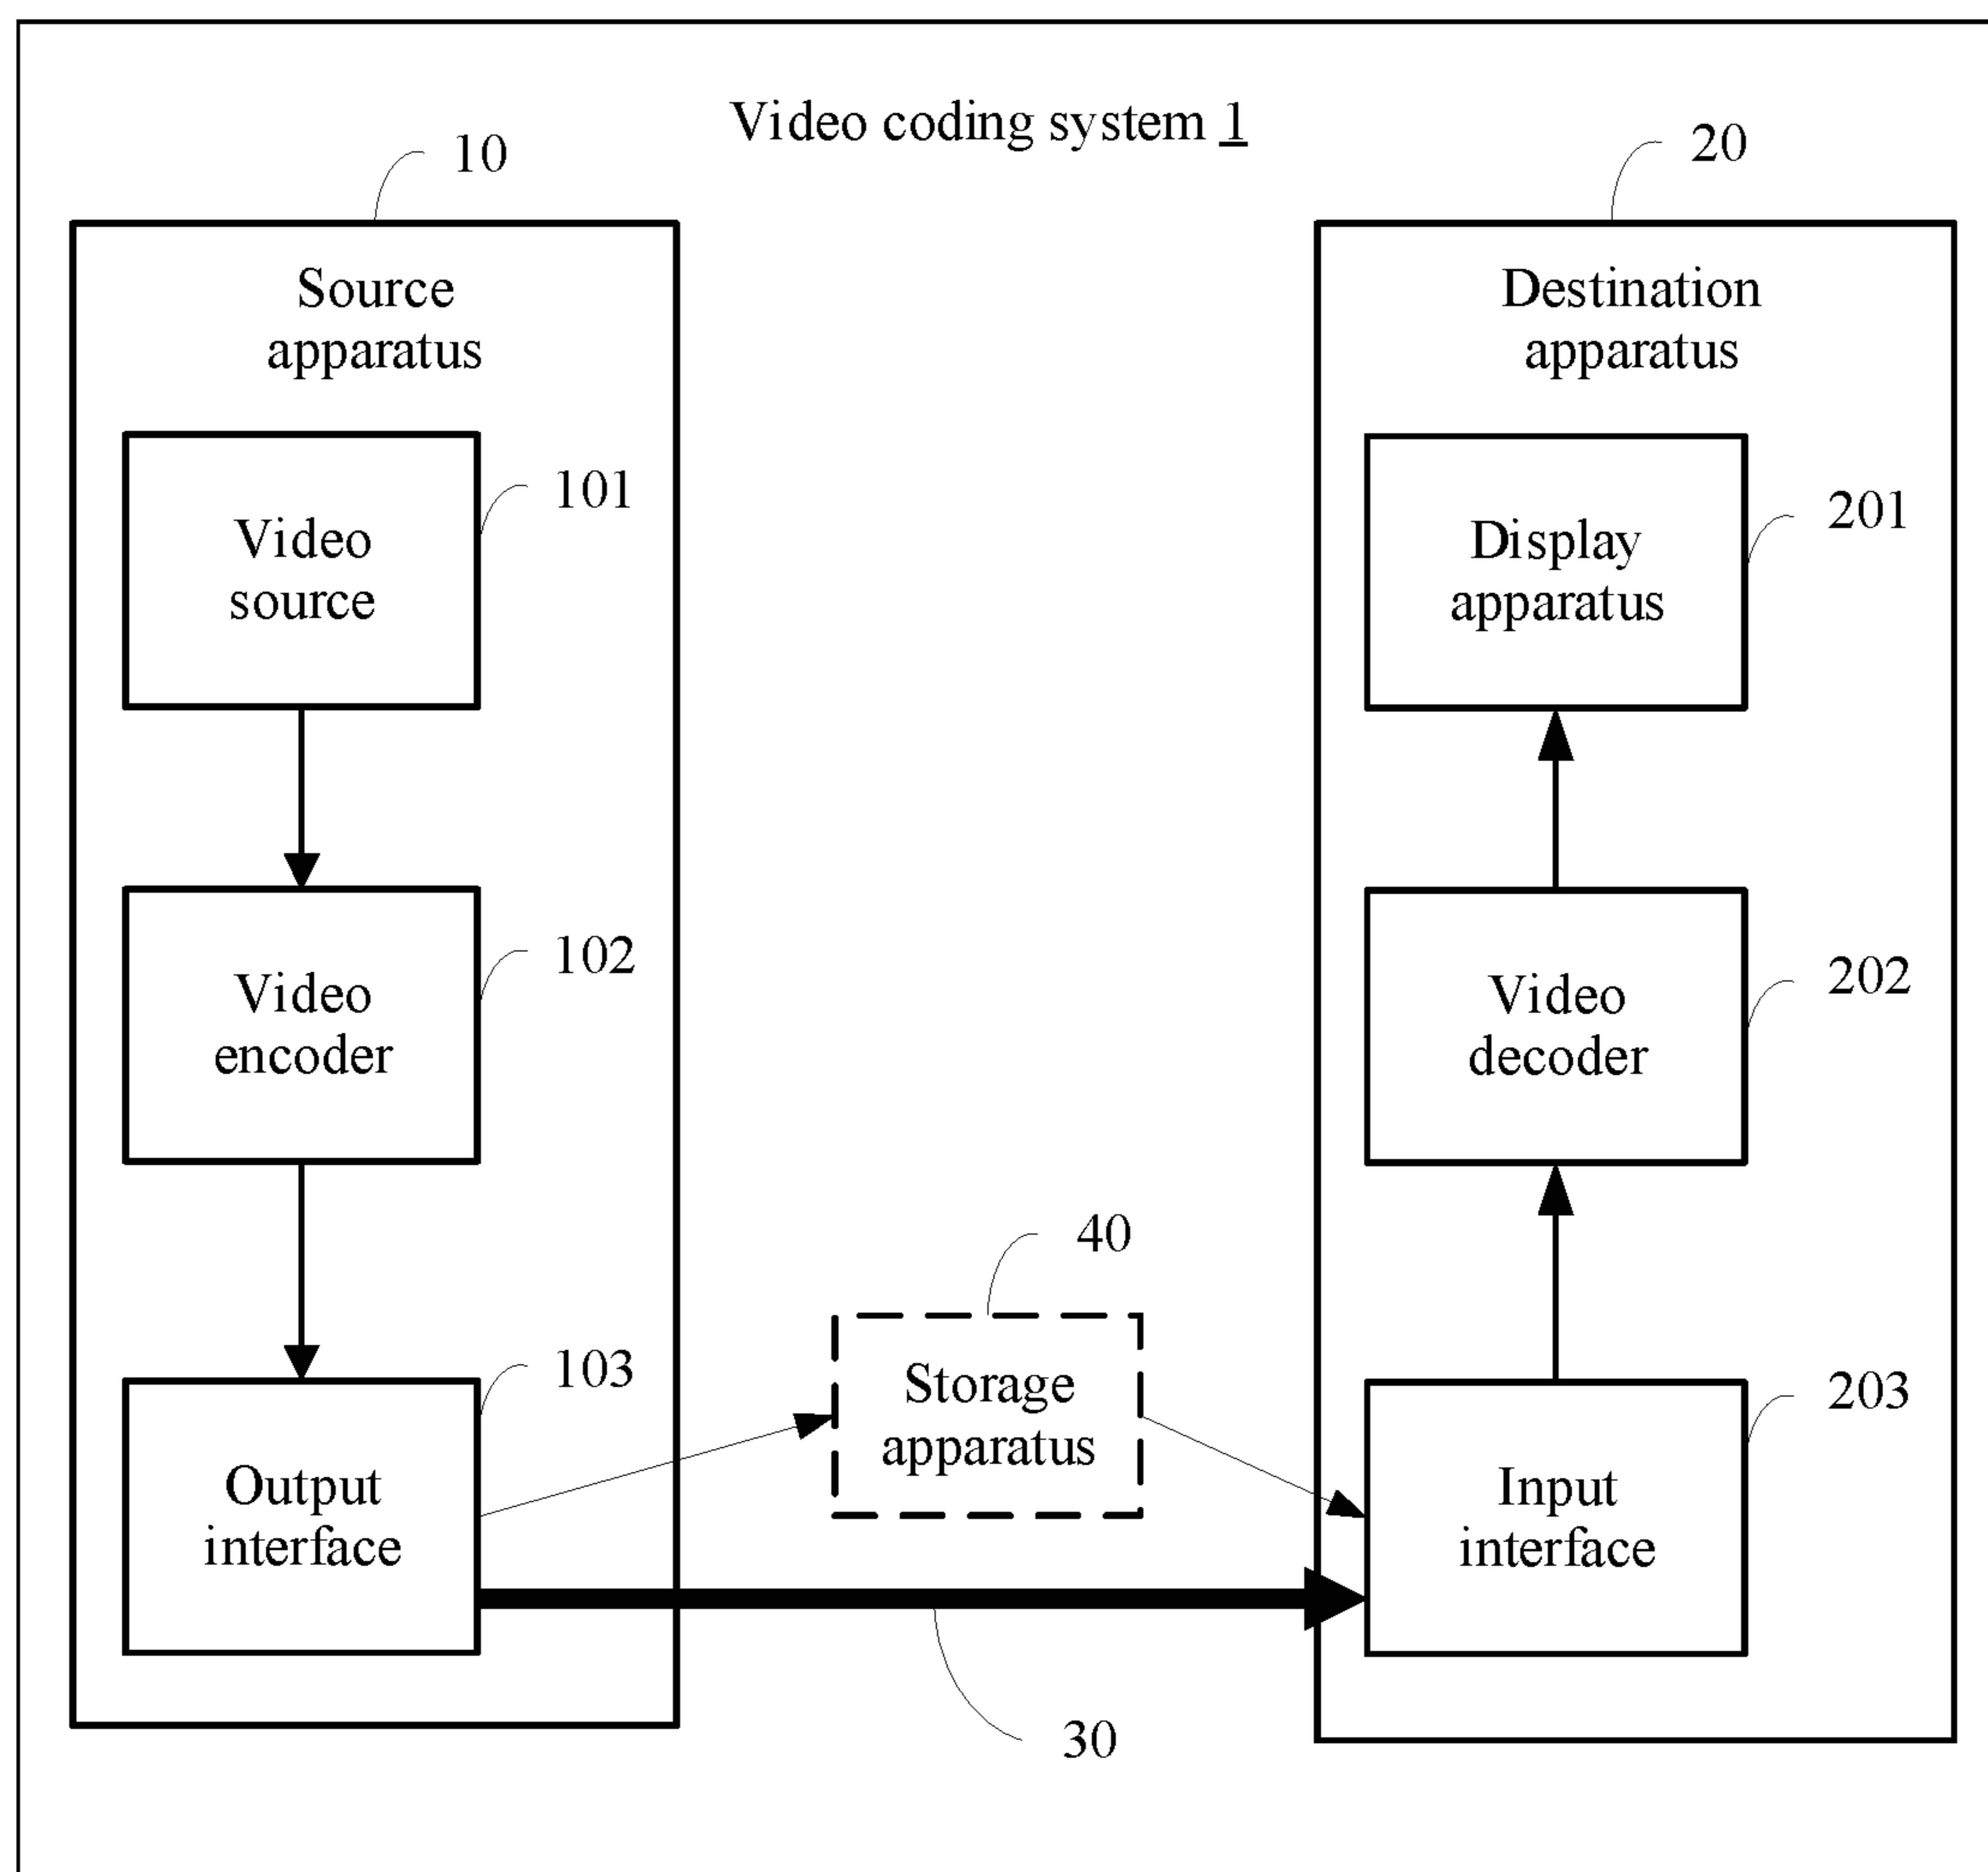 Video coding system 1
10
20
Source
apparatus
Destination
apparatus
Video
source
101
Display
apparatus
201
Video
encoder
102
Video
decoder
202
40
Storage
apparatus
Output
interface
103
Input
interface
203
30